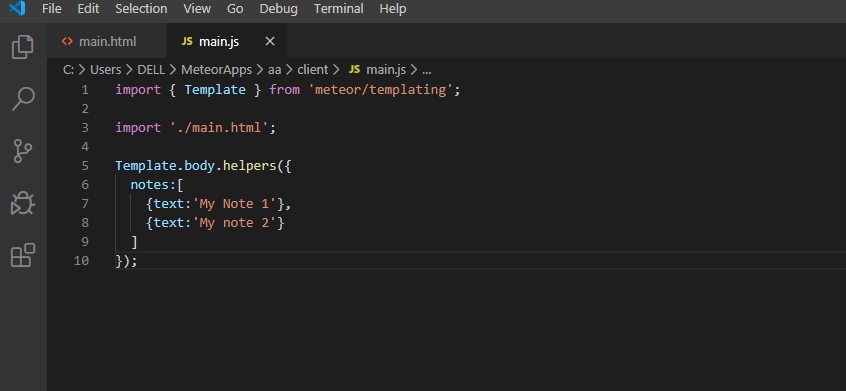 File Edit Selection View Go Debug Terminal Help
<> main.html JS main.js ×
C: > Users > DELL > MeteorApps > aa > client > JS main.js > ...
1 import { Template } from 'meteor/templating';
2
3 import './main.html';
4
5 Template.body.helpers({
6   notes:[
7     {text:'My Note 1'},
8     {text:'My note 2'}
9   ]
10 });